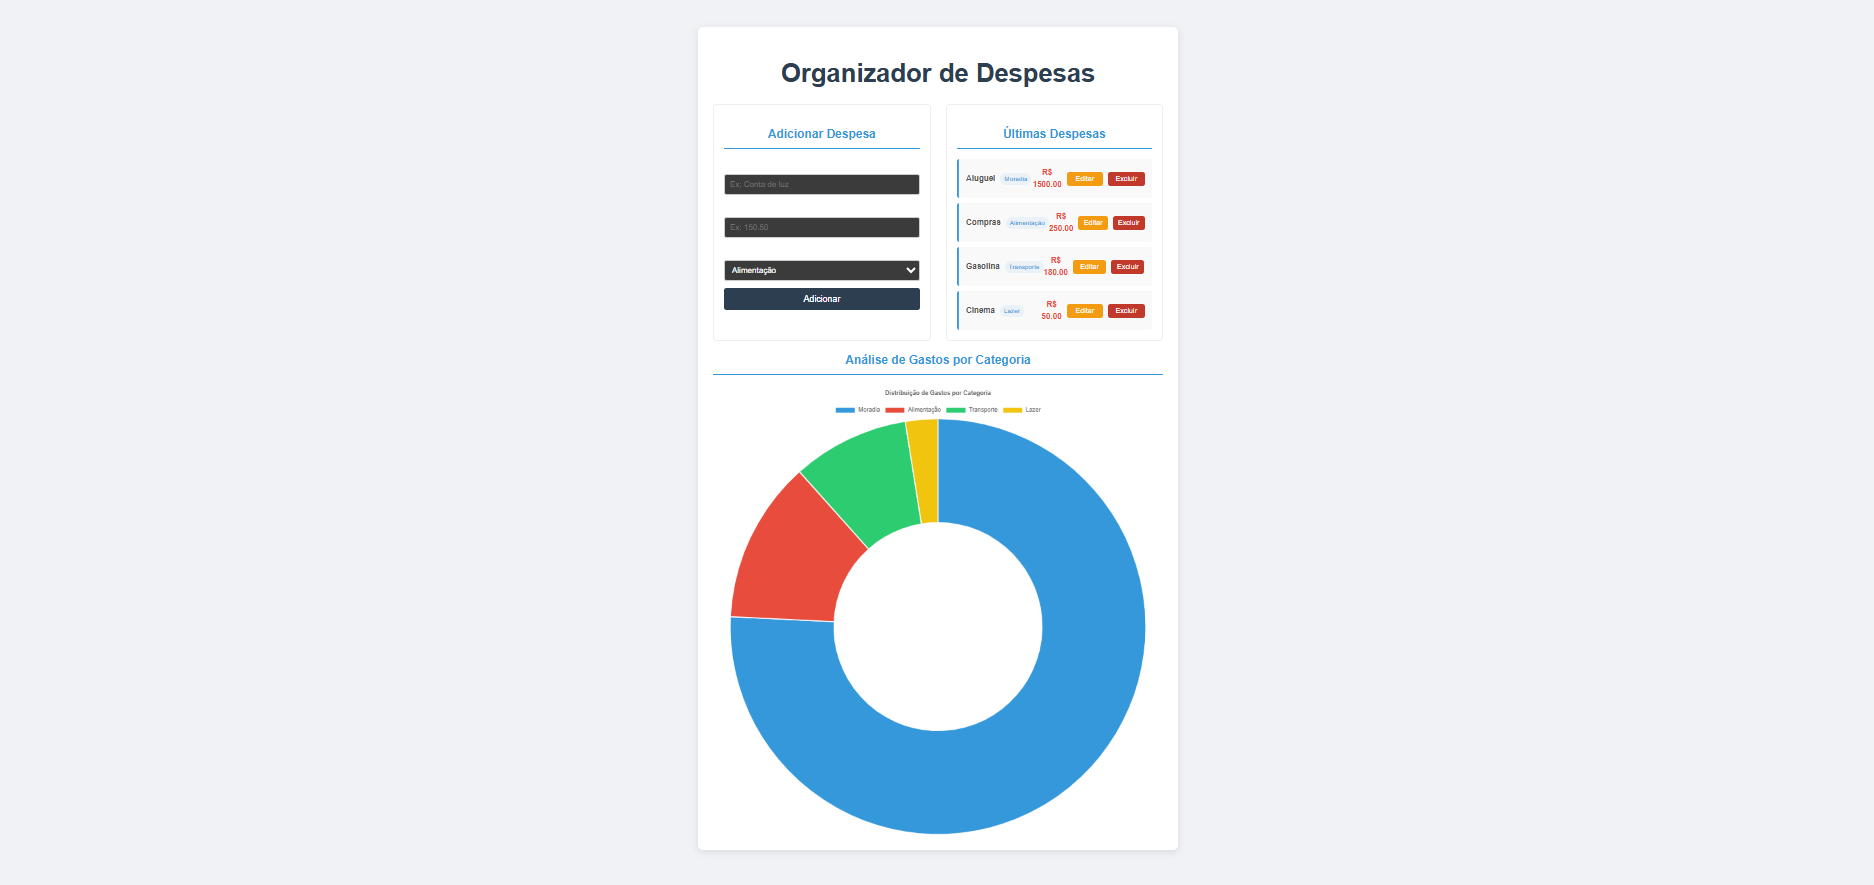 Organizador de Despesas
Adicionar Despesa
Ex: Conta de luz
Ex: 150.50
Alimentação
Adicionar
Últimas Despesas
Aluguel Moradia R$ 1500.00 Editar Excluir
Compras Alimentação R$ 250.00 Editar Excluir
Gasolina Transporte R$ 180.00 Editar Excluir
Cinema Lazer R$ 50.00 Editar Excluir
Análise de Gastos por Categoria
Distribuição de Gastos por Categoria
Moradia Alimentação Transporte Lazer